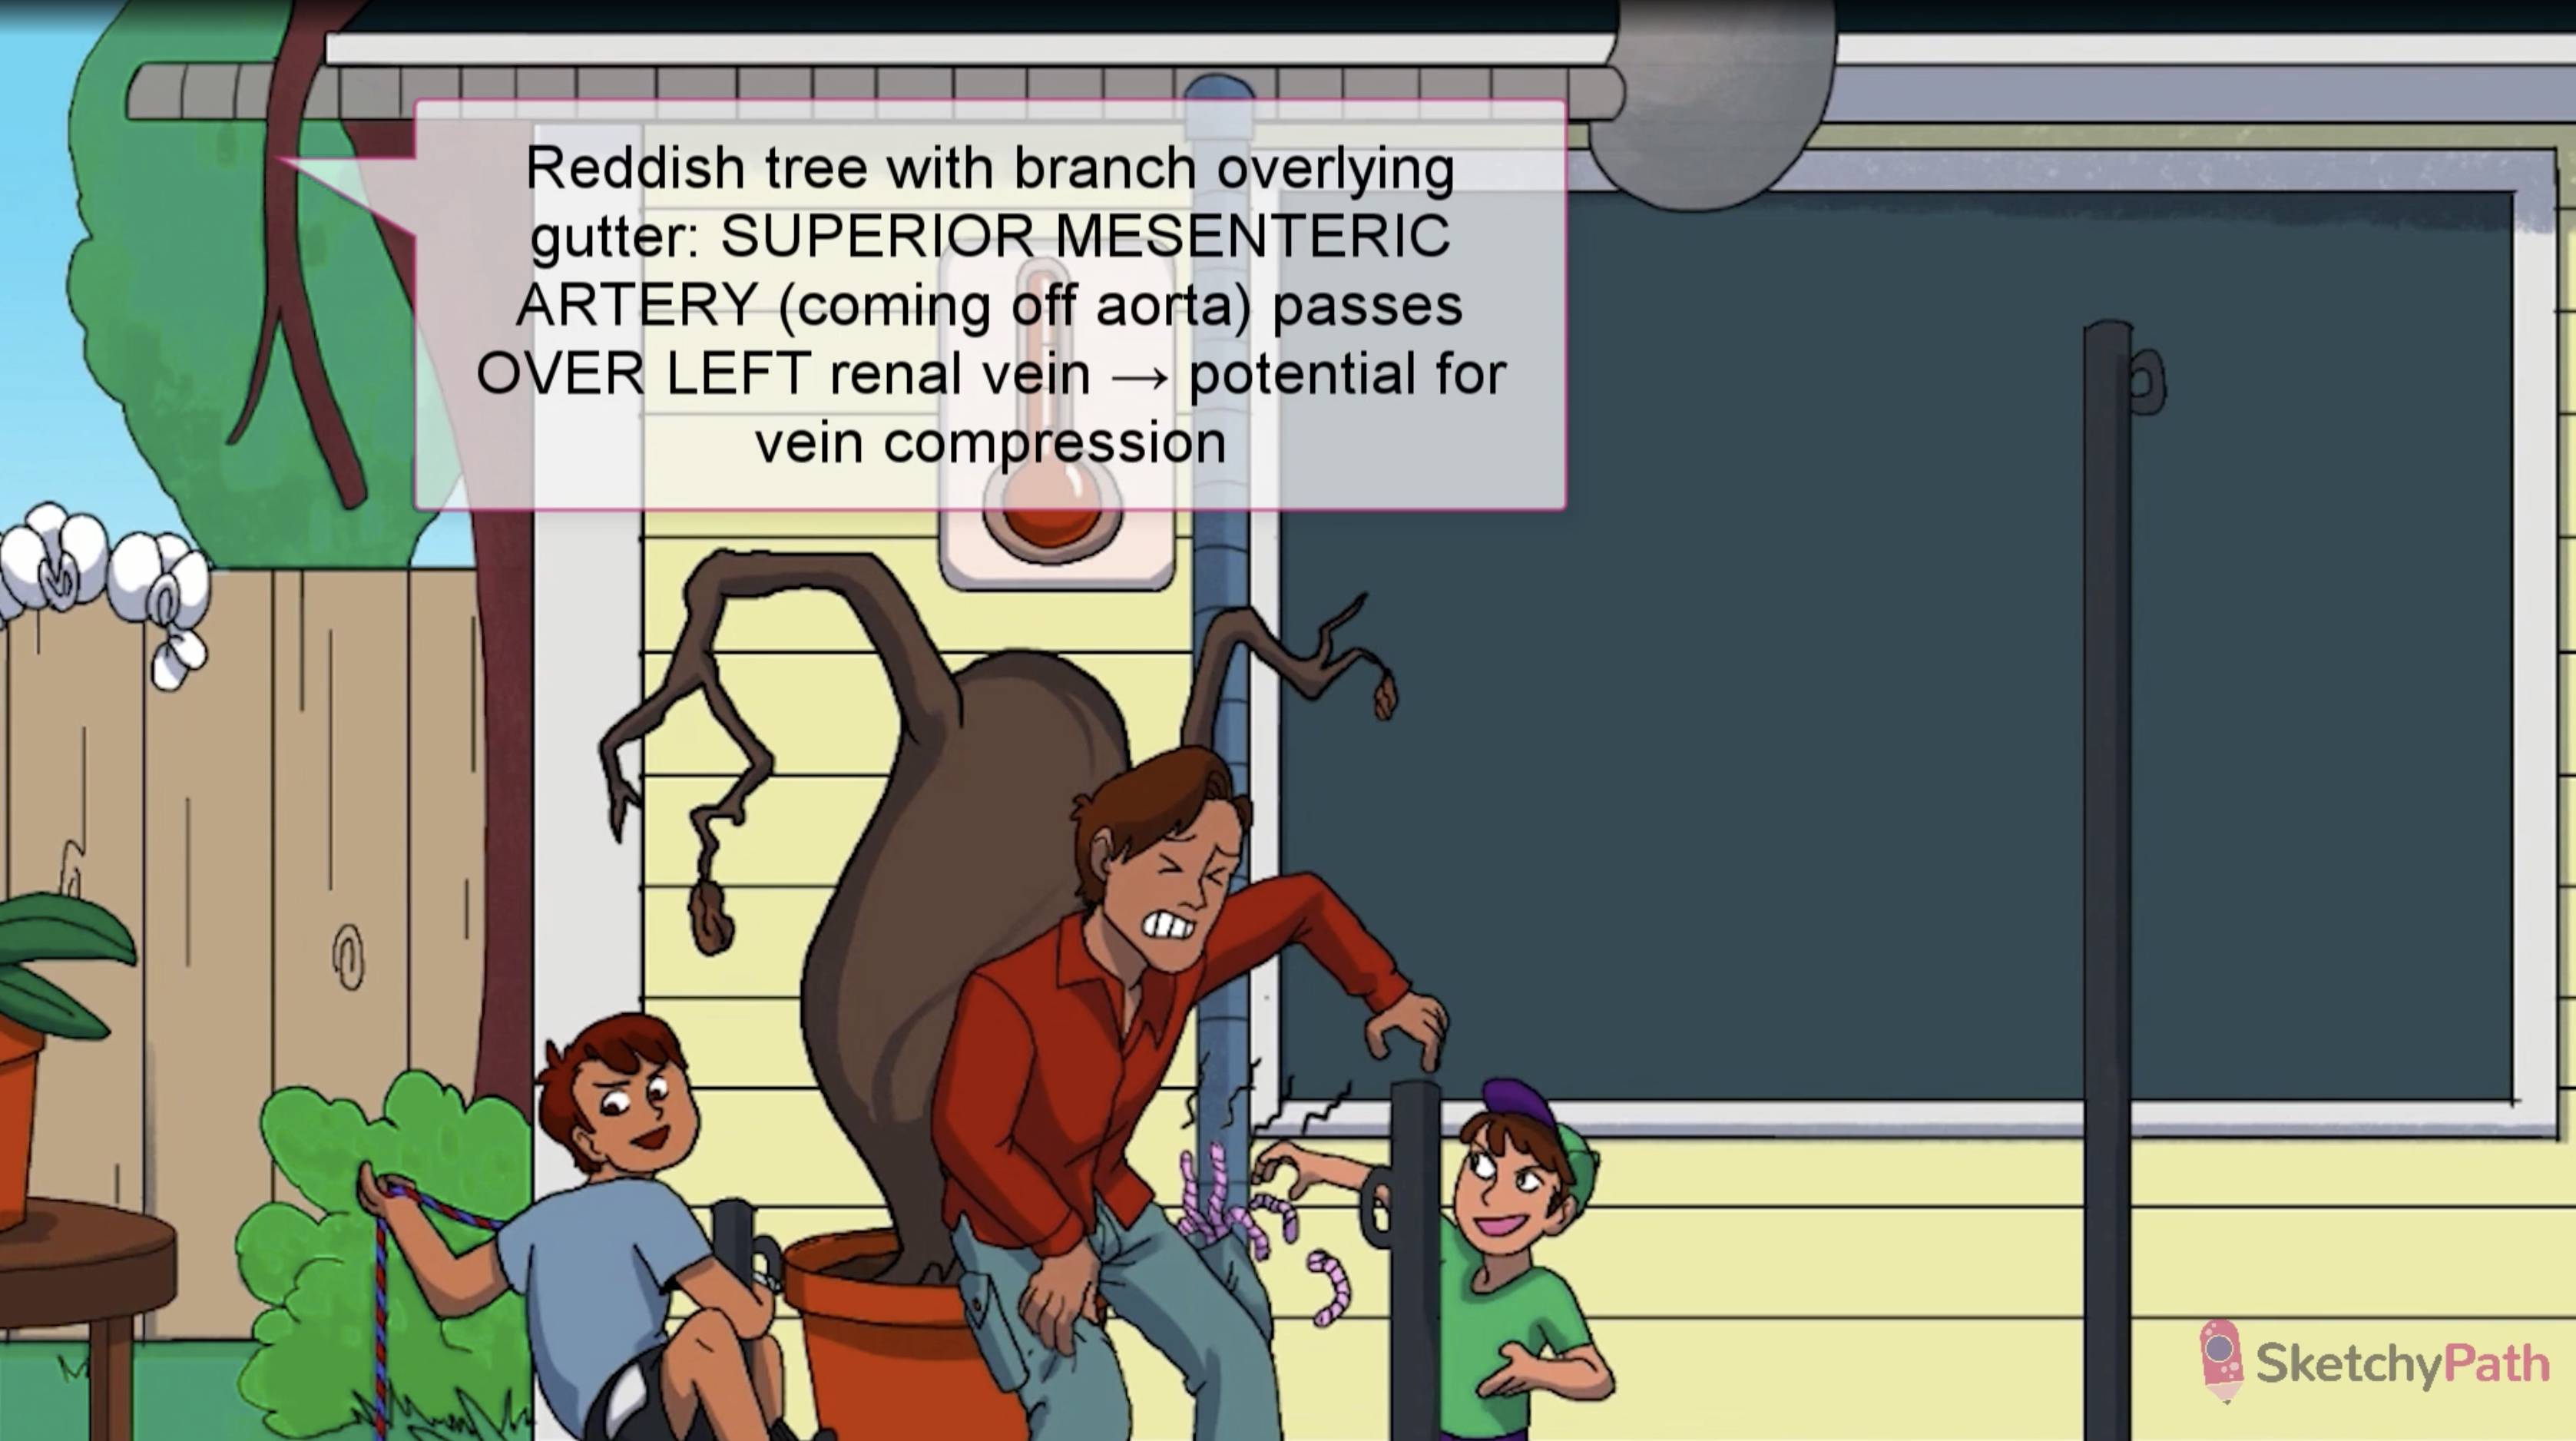 Reddish tree with branch overlying
gutter: SUPERIOR MESENTERIC
ARTERY (coming off aorta) passes
OVER LEFT renal vein → potential for
vein compression
SketchyPath